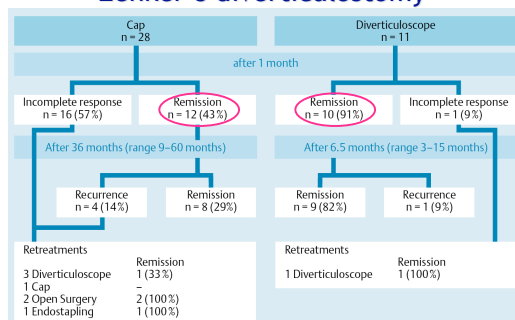 Cap
n = 28
Diverticuloscope
n = 11
after 1 month
Incomplete response
n = 16 (57%)
Remission
n = 12 (43%)
Remission
n = 10 (91%)
Incomplete response
n = 1 (9%)
After 36 months (range 9–60 months)
After 6.5 months (range 3–15 months)
Recurrence
n = 4 (14%)
Remission
n = 8 (29%)
Remission
n = 9 (82%)
Recurrence
n = 1 (9%)
Retreatments
Remission
3 Diverticuloscope 1 (33%)
1 Cap –
2 Open Surgery 2 (100%)
1 Endostapling 1 (100%)
Retreatments
Remission
1 Diverticuloscope 1 (100%)